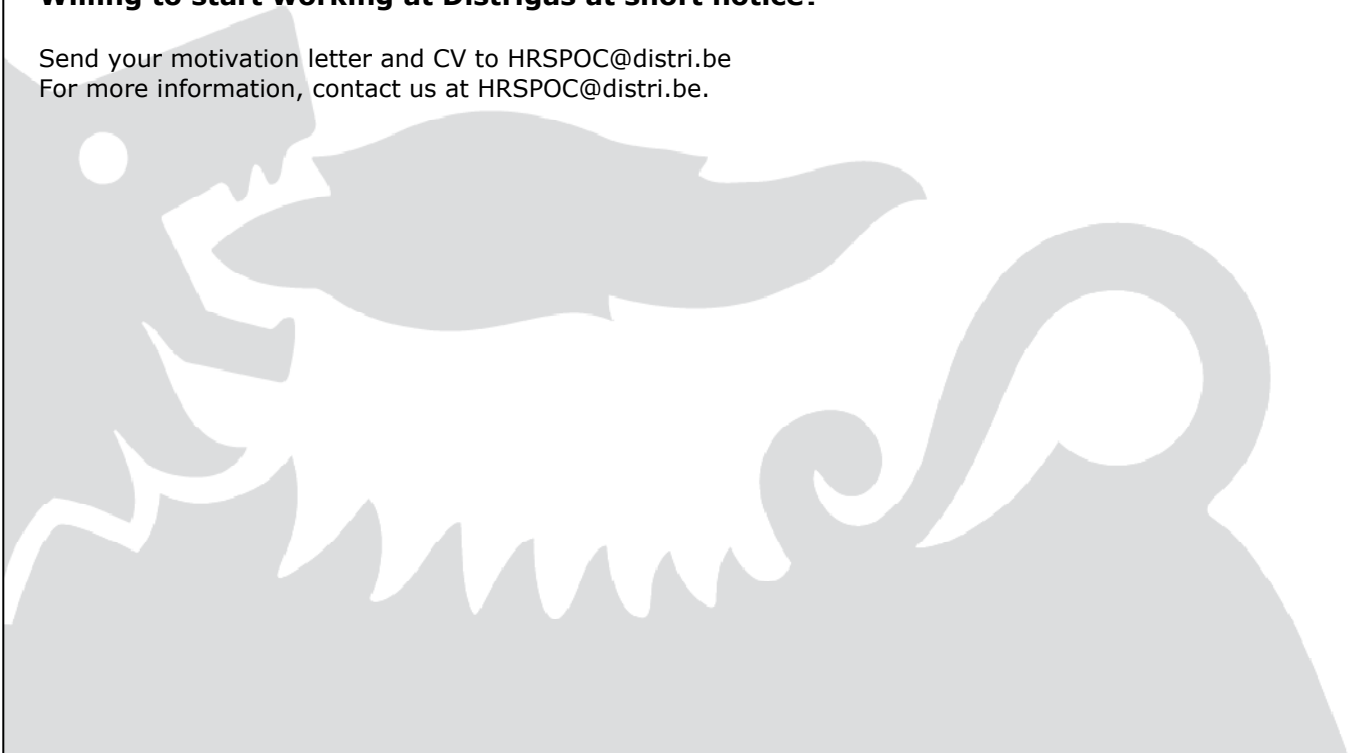 Willing to start working at Distrigas at short notice?
Send your motivation letter and CV to HRSPOC@distri.be
For more information, contact us at HRSPOC@distri.be.